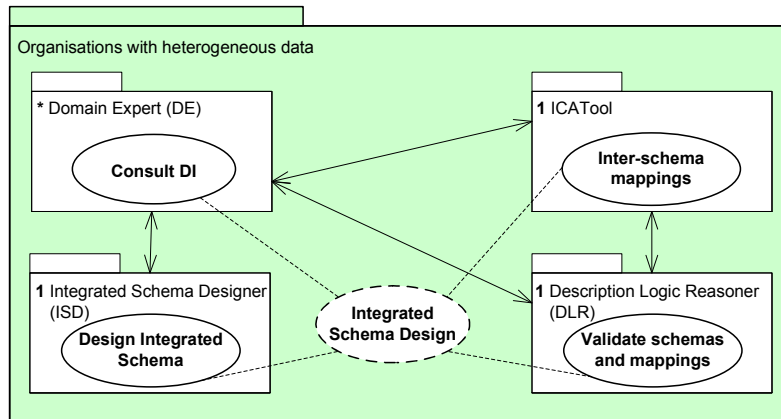 Organisations with heterogeneous data
* Domain Expert (DE)
Consult DI
1 ICATool
Inter-schema
mappings
1 Integrated Schema Designer
(ISD)
Design Integrated
Schema
Integrated
Schema Design
1 Description Logic Reasoner
(DLR)
Validate schemas
and mappings